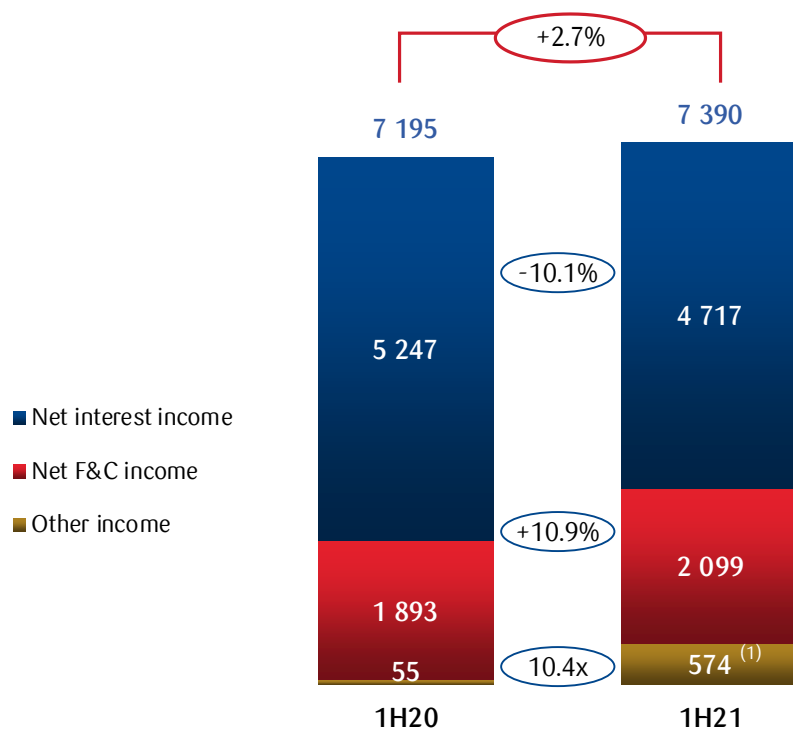 +2.7%
7 195
7 390
-10.1%
5 247
4 717
Net interest income
Net F&C income
Other income
+10.9%
1 893
2 099
55
10.4x
574 (1)
1H20
1H21